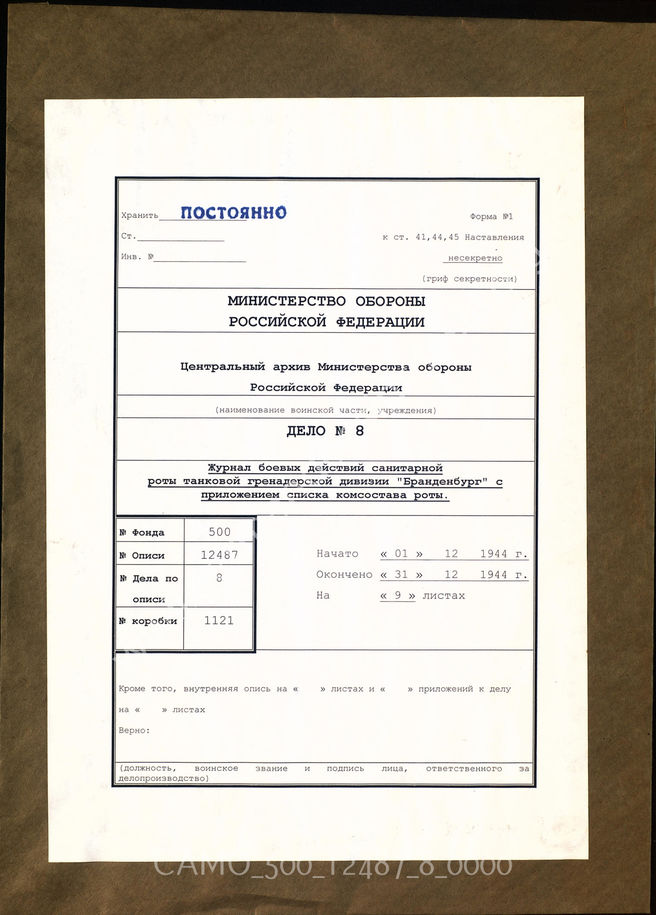 Хранить ПОСТОЯННО
Форма №1
Ст.
к ст. 41,44,45 Наставления
Инв. №
несекретно
(гриф секретности)
МИНИСТЕРСТВО ОБОРОНЫ
РОССИЙСКОЙ ФЕДЕРАЦИИ
Центральный архив Министерства обороны
Российской Федерации
(наименование воинской части, учреждения)
ДЕЛО № 8
Журнал боевых действий санитарной
роты танковой гренадерской дивизии "Бранденбург" с
приложением списка комсостава роты.
№ Фонда 500
№ Описи 12487
№ Дела по 8
описи
№ коробки 1121
Начато « 01 » 12 1944 г.
Окончено « 31 » 12 1944 г.
На « 9 » листах
Кроме того, внутренняя опись на « » листах и « » приложений к делу
на « » листах
Верно:
(должность, воинское звание и подпись лица, ответственного за
делопроизводство)
CAMO_500_12487_8_0000